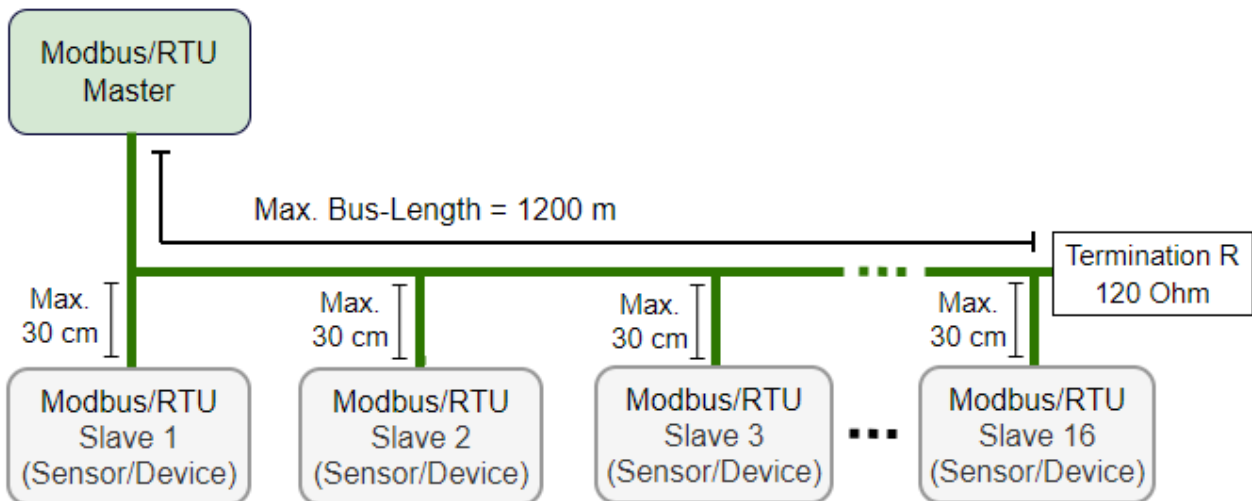 Modbus/RTU
Master
Max. Bus-Length = 1200 m
Termination R
120 Ohm
Max.
30 cm
Max.
30 cm
Max.
30 cm
Max.
30 cm
Modbus/RTU
Slave 1
(Sensor/Device)
Modbus/RTU
Slave 2
(Sensor/Device)
Modbus/RTU
Slave 3
(Sensor/Device)
Modbus/RTU
Slave 16
(Sensor/Device)